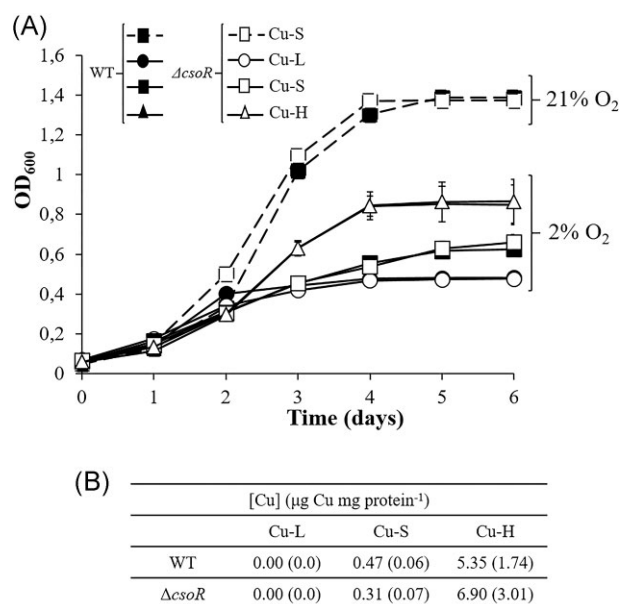 (A)
WT
ΔcsoR
Cu-S
Cu-L
Cu-S
Cu-H
1,6
1,4
1,2
1
0,8
0,6
0,4
0,2
0
OD600
21% O2
2% O2
0 1 2 3 4 5 6
Time (days)
(B)
[Cu] (µg Cu mg protein-1)
Cu-L Cu-S Cu-H
WT 0.00 (0.0) 0.47 (0.06) 5.35 (1.74)
ΔcsoR 0.00 (0.0) 0.31 (0.07) 6.90 (3.01)